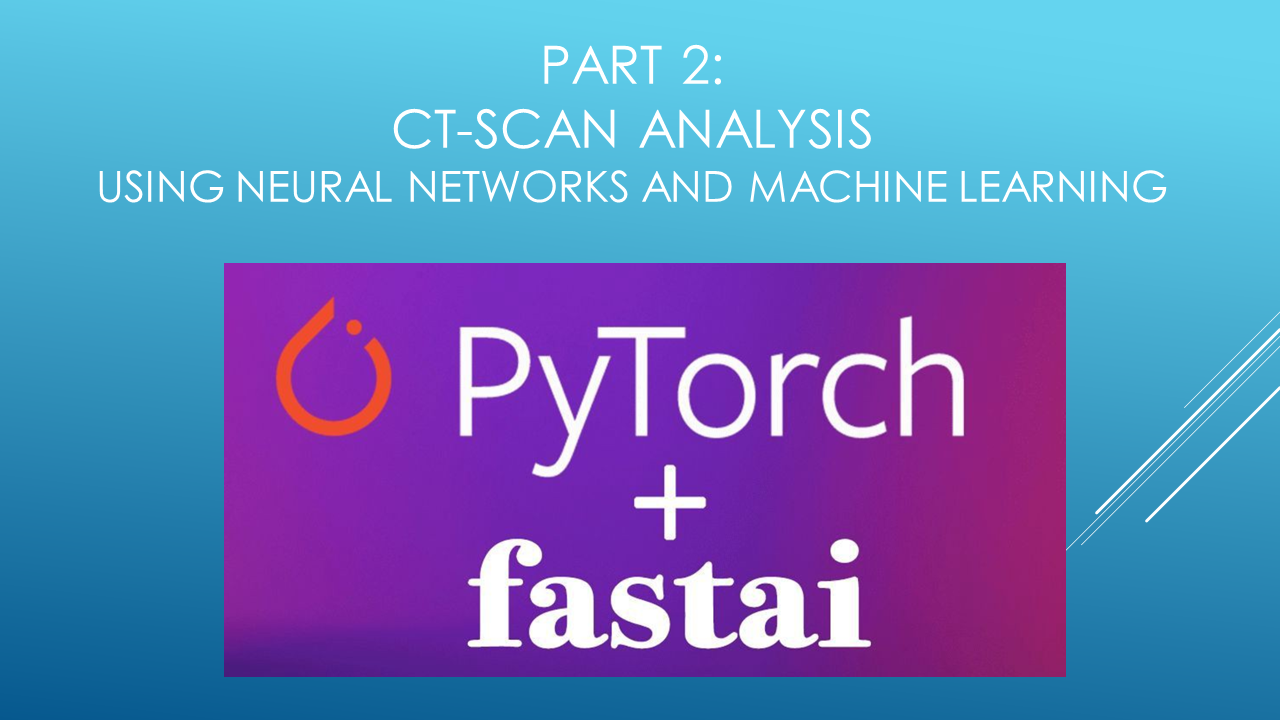 PART 2:
CT-SCAN ANALYSIS
USING NEURAL NETWORKS AND MACHINE LEARNING
PyTorch
+
fastai